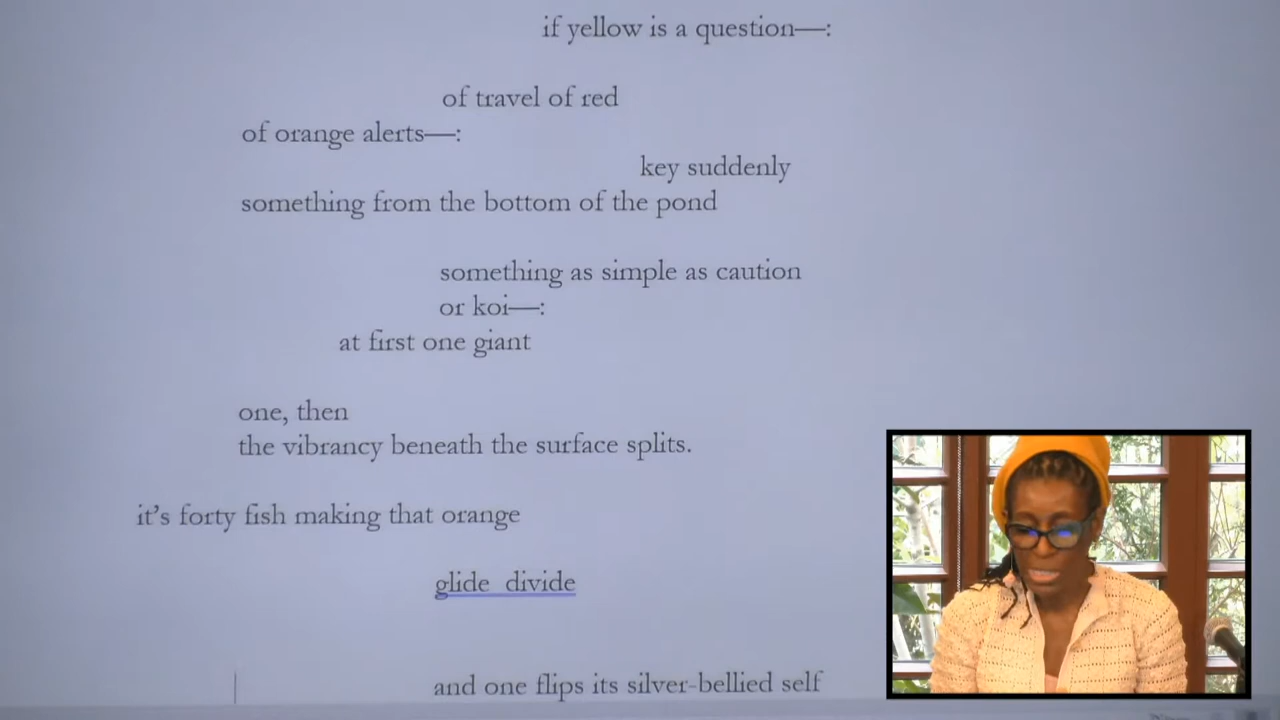 if yellow is a question—:
of travel of red
of orange alerts—:
key suddenly
something from the bottom of the pond
something as simple as caution
or koi—:
at first one giant
one, then
the vibrancy beneath the surface splits.
it's forty fish making that orange
glide  divide
and one flips its silver-bellied self